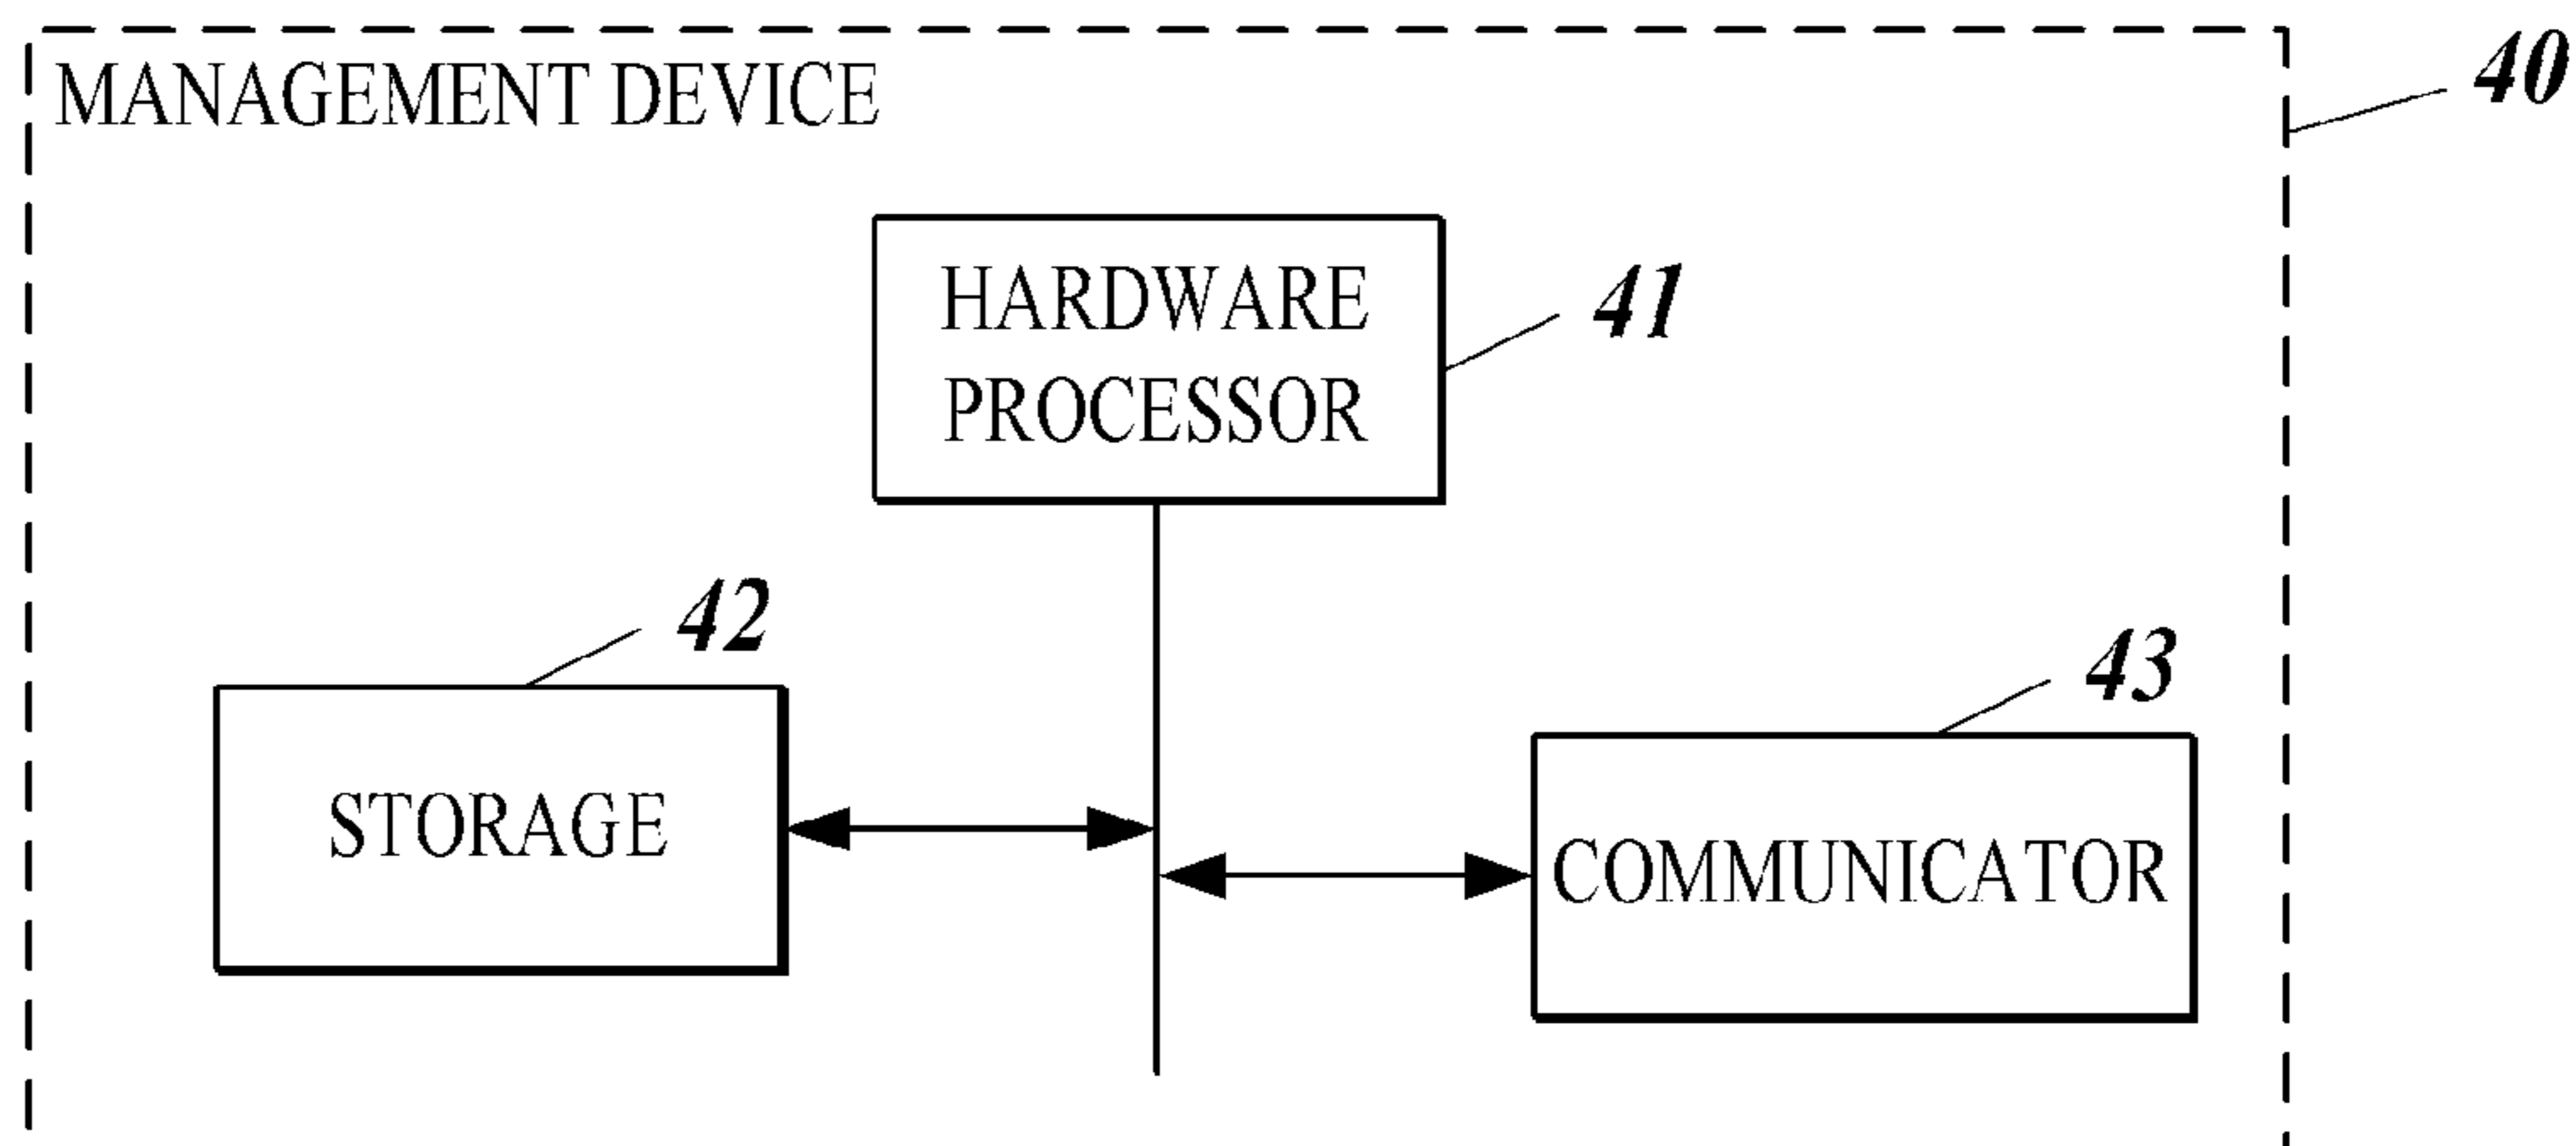 MANAGEMENT DEVICE
40
HARDWARE
PROCESSOR
41
42
STORAGE
43
COMMUNICATOR